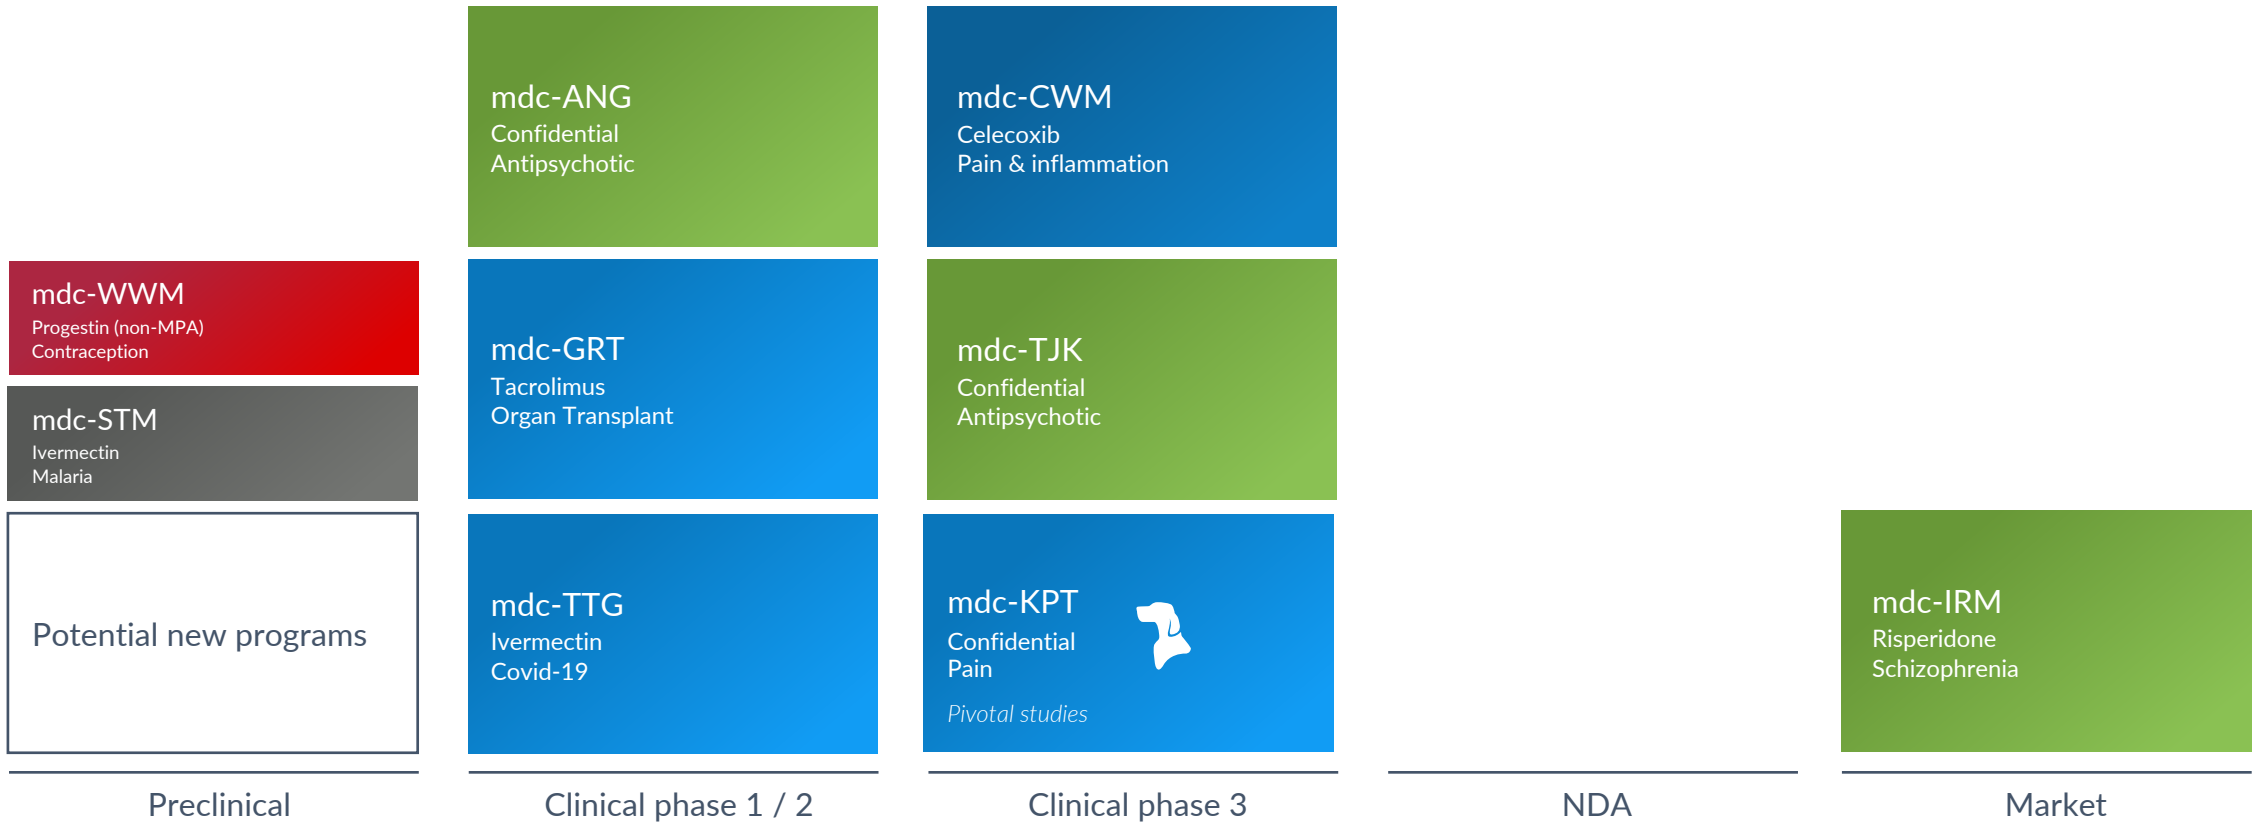 mdc-ANG
Confidential
Antipsychotic
mdc-CWM
Celecoxib
Pain & inflammation
mdc-WWM
Progestin (non-MPA)
Contraception
mdc-STM
Ivermectin
Malaria
mdc-GRT
Tacrolimus
Organ Transplant
mdc-TJK
Confidential
Antipsychotic
Potential new programs
mdc-TTG
Ivermectin
Covid-19
mdc-KPT
Confidential
Pain
Pivotal studies
mdc-IRM
Risperidone
Schizophrenia
Preclinical
Clinical phase 1 / 2
Clinical phase 3
NDA
Market